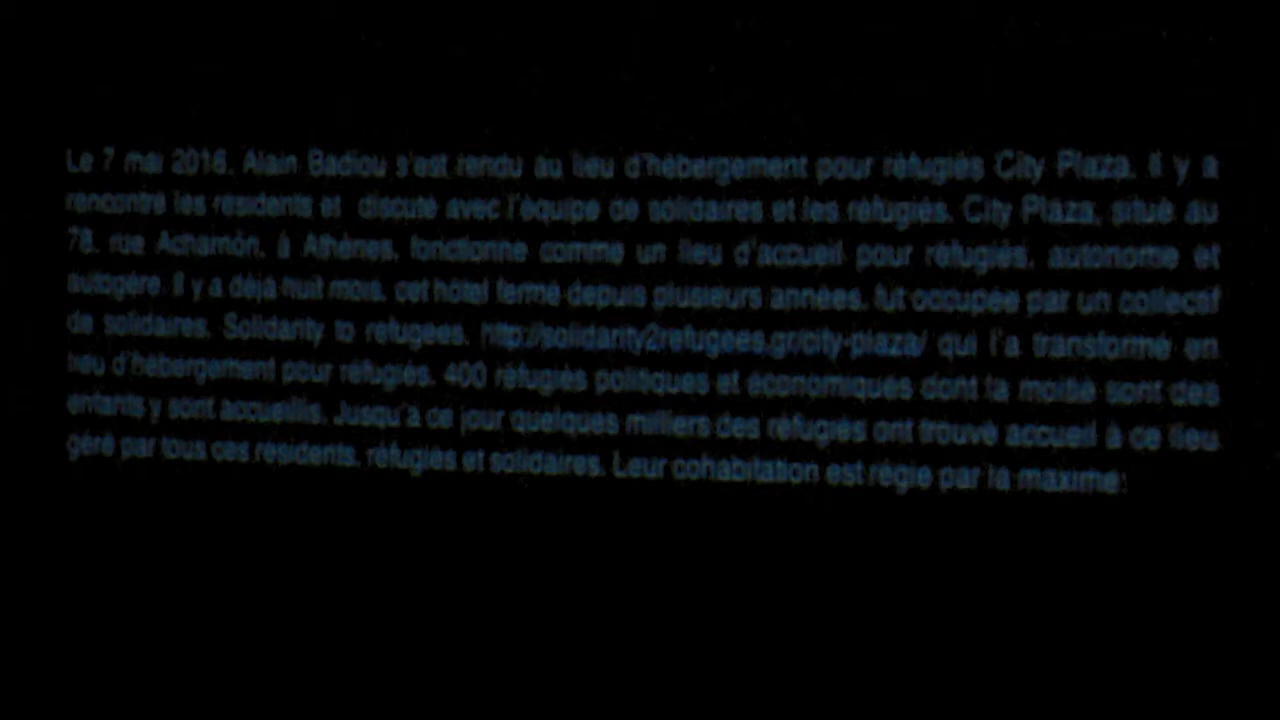 Le 7 mai 2016, Alain Badiou s'est rendu au lieu d'hébergement pour réfugiés City Plaza. Il y a
rencontré les résidents et discuté avec l'équipe de solidaires et les réfugiés. City Plaza, situé au
78, rue Acharnòn, à Athènes, fonctionne comme un lieu d'accueil pour réfugiés, autonome et
autogéré. Il y a déjà huit mois, cet hôtel fermé depuis plusieurs années, fut occupée par un collectif
de solidaires, Solidarity to refugees, http://solidarity2refugees.gr/city-plaza/ qui l'a transformé en
lieu d'hébergement pour réfugiés. 400 réfugiés politiques et économiques dont la moitié sont des
enfants y sont accueillis. Jusqu'à ce jour quelques milliers des réfugiés ont trouvé accueil à ce lieu
géré par tous ces résidents, réfugiés et solidaires. Leur cohabitation est régie par la maxime: